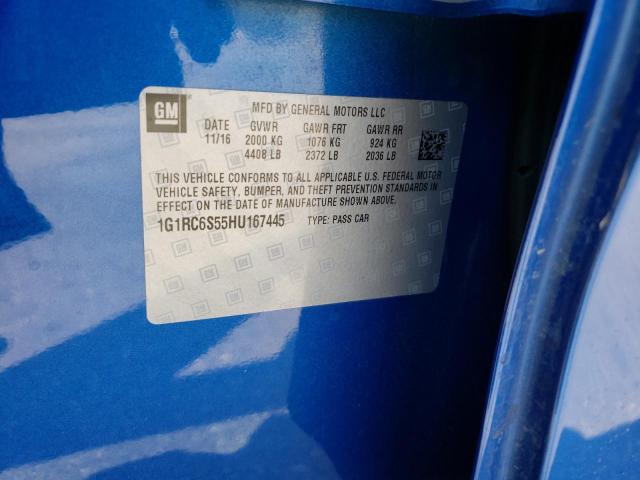 GM
MFD BY GENERAL MOTORS LLC
DATE GVWR GAWR FRT GAWR RR
11/16 2000 KG 1076 KG 924 KG
4408 LB 2372 LB 2036 LB
THIS VEHICLE CONFORMS TO ALL APPLICABLE U.S. FEDERAL MOTOR
VEHICLE SAFETY, BUMPER, AND THEFT PREVENTION STANDARDS IN
EFFECT ON THE DATE OF MANUFACTURE SHOWN ABOVE.
1G1RC6S55HU167445 TYPE: PASS CAR